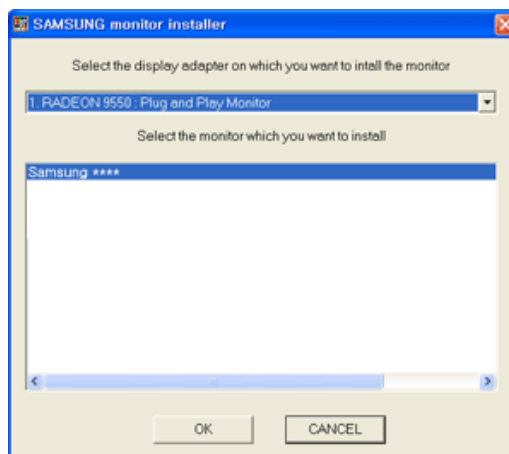 SAMSUNG monitor installer
Select the display adapter on which you want to intall the monitor
1. RADEON 9550 : Plug and Play Monitor
Select the monitor which you want to install
Samsung ****
OK CANCEL